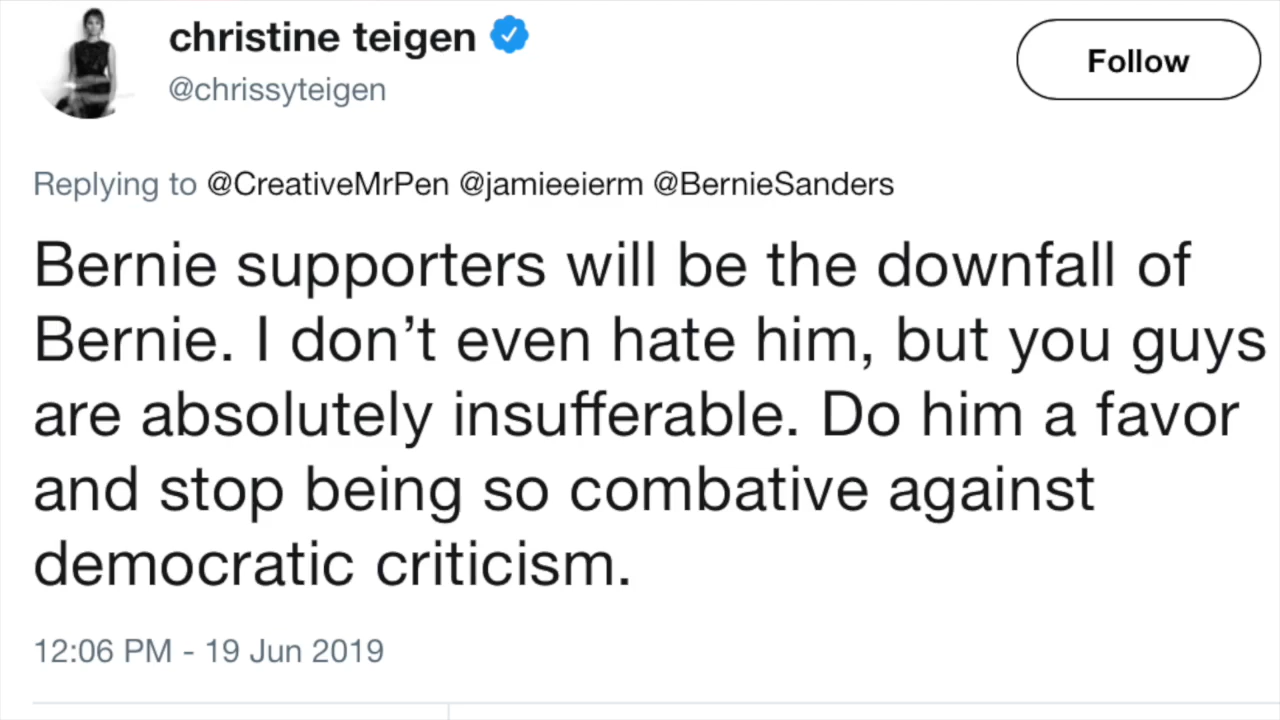 christine teigen
@chrissyteigen
Follow
Replying to @CreativeMrPen @jamieeierm @BernieSanders
Bernie supporters will be the downfall of
Bernie. I don’t even hate him, but you guys
are absolutely insufferable. Do him a favor
and stop being so combative against
democratic criticism.
12:06 PM - 19 Jun 2019